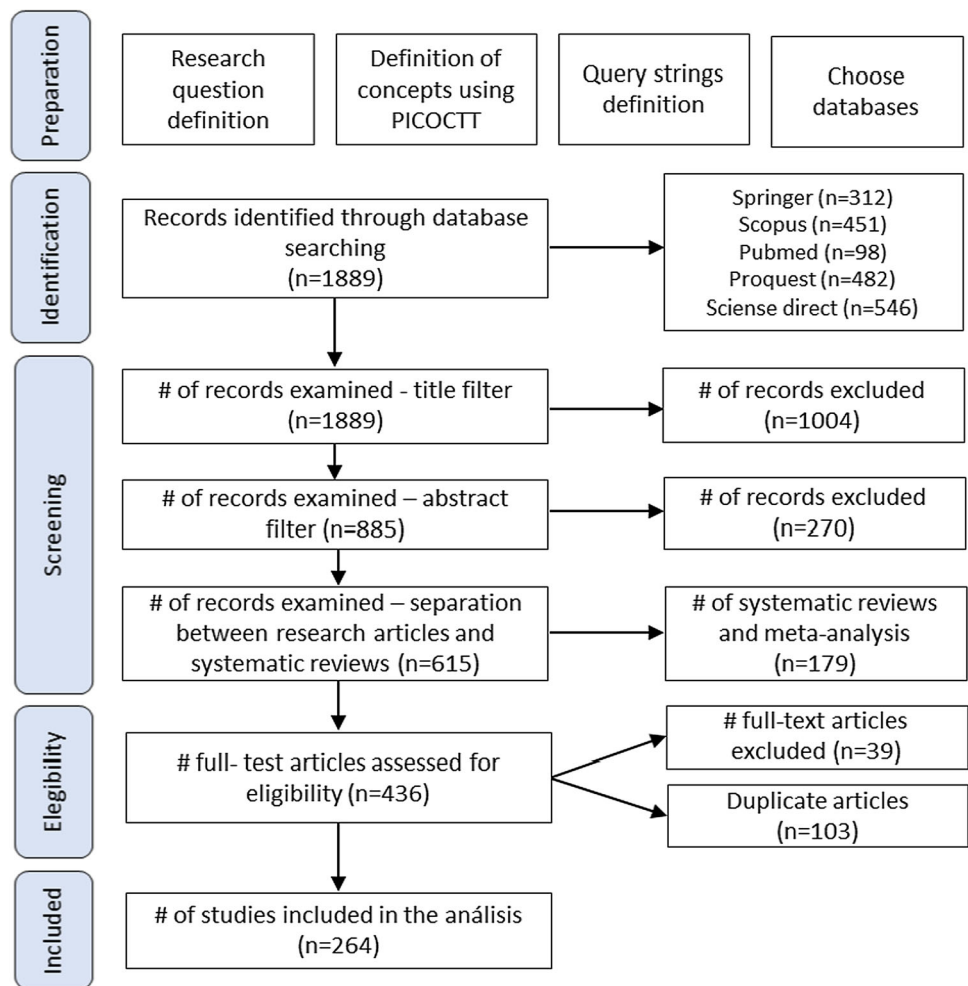 Preparation
Research
question
definition
Definition of
concepts using
PICOCTT
Query strings
definition
Choose
databases
Identification
Records identified through database
searching
(n=1889)
Springer (n=312)
Scopus (n=451)
Pubmed (n=98)
Proquest (n=482)
Sciense direct (n=546)
Screening
# of records examined - title filter
(n=1889)
# of records excluded
(n=1004)
# of records examined – abstract
filter (n=885)
# of records excluded
(n=270)
# of records examined – separation
between research articles and
systematic reviews (n=615)
# of systematic reviews
and meta-analysis
(n=179)
Elegibility
# full- test articles assessed for
eligibility (n=436)
# full-text articles
excluded (n=39)
Duplicate articles
(n=103)
Included
# of studies included in the análisis
(n=264)